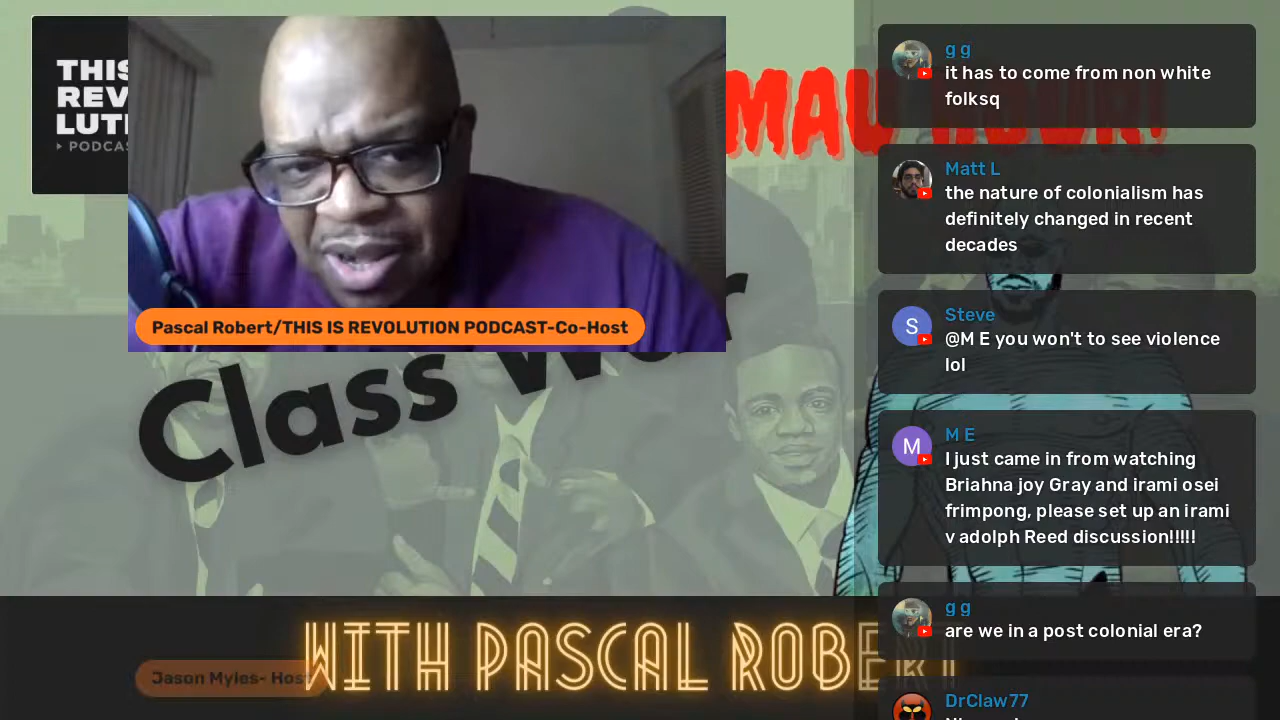 THIS
REV
LUT
PODCAS
MAU
Pascal Robert/THIS IS REVOLUTION PODCAST-Co-Host
Class
WITH PASCAL ROBERT
Jason Myles- Host
g g
it has to come from non white
folksq
Matt L
the nature of colonialism has
definitely changed in recent
decades
S
Steve
@M E you won't to see violence
lol
M
M E
I just came in from watching
Briahna joy Gray and irami osei
frimpong, please set up an irami
v adolph Reed discussion!!!!!
g g
are we in a post colonial era?
DrClaw77